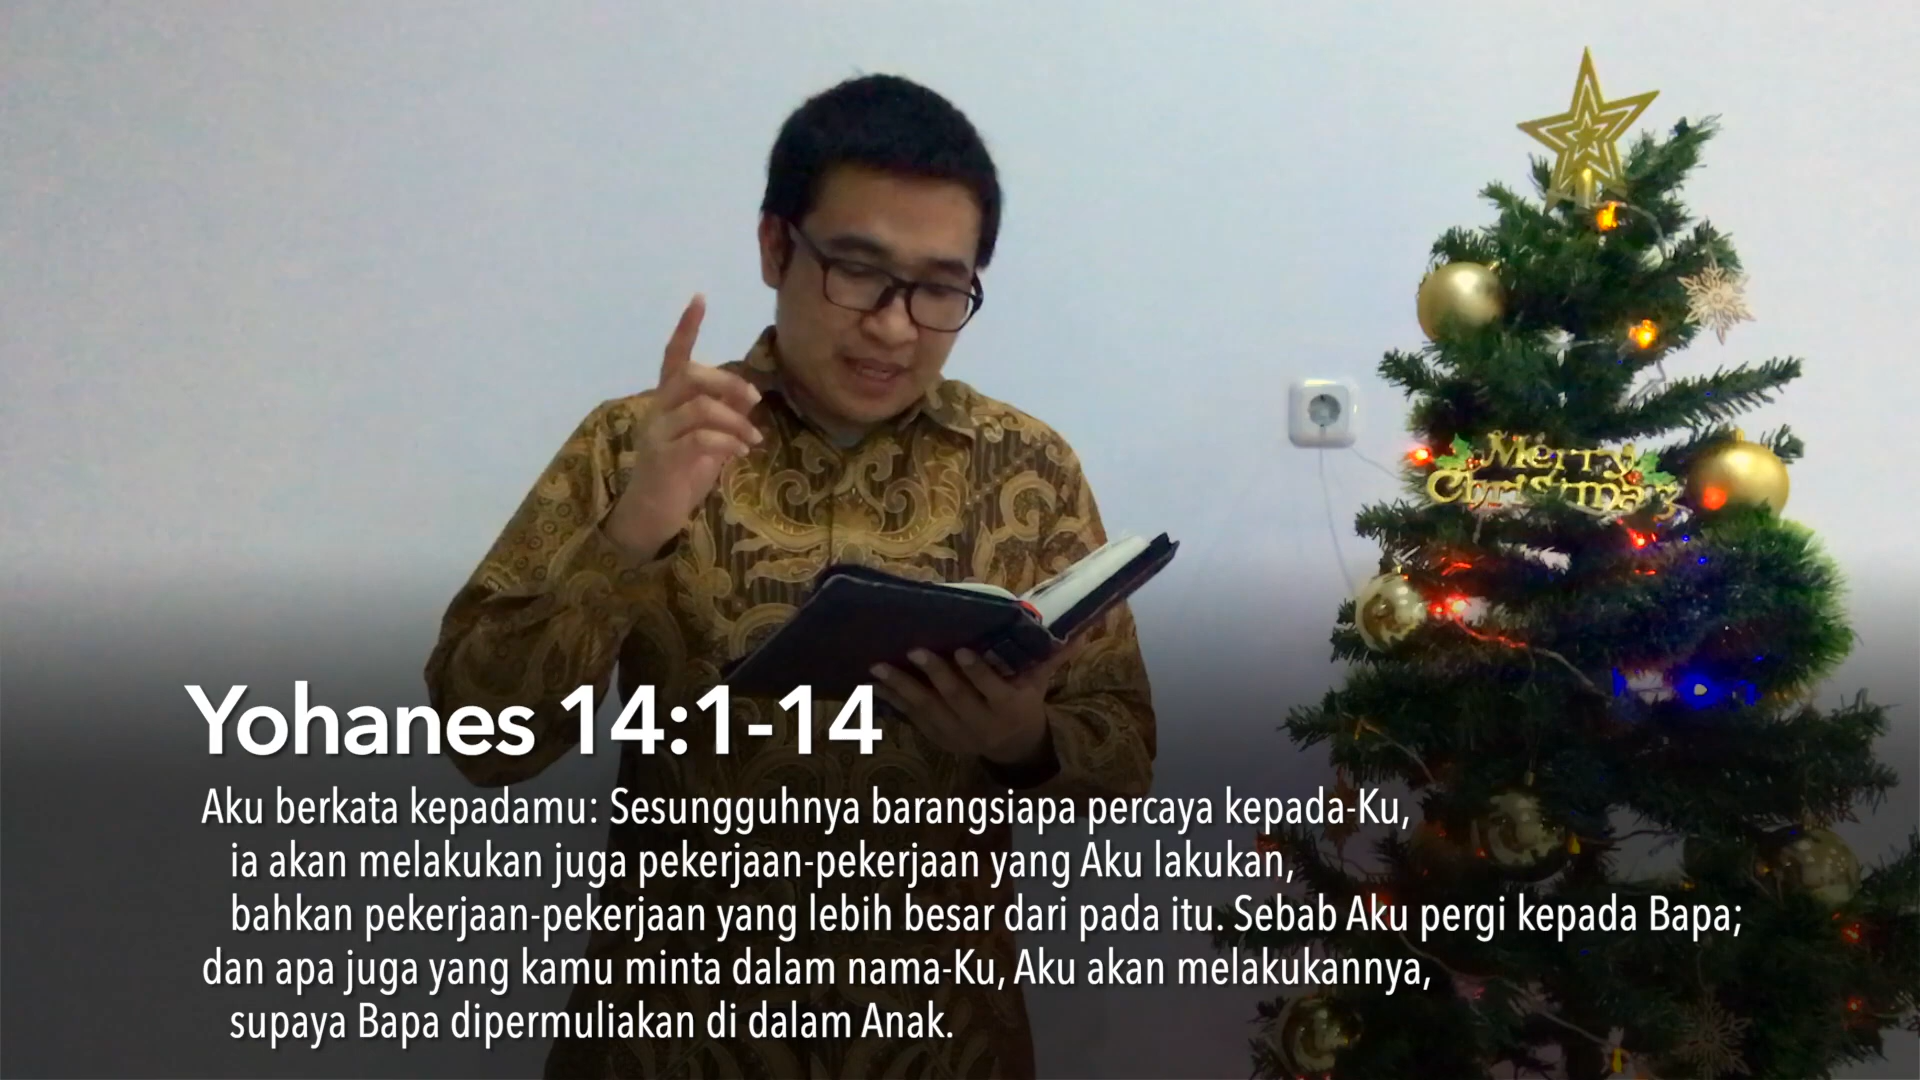 Merry
Christmas
Yohanes 14:1-14
Aku berkata kepadamu: Sesungguhnya barangsiapa percaya kepada-Ku,
ia akan melakukan juga pekerjaan-pekerjaan yang Aku lakukan,
bahkan pekerjaan-pekerjaan yang lebih besar dari pada itu. Sebab Aku pergi kepada Bapa;
dan apa juga yang kamu minta dalam nama-Ku, Aku akan melakukannya,
supaya Bapa dipermuliakan di dalam Anak.